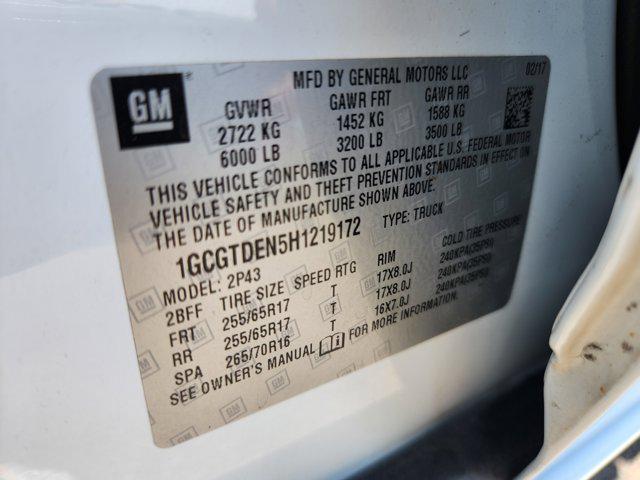 GM
MFD BY GENERAL MOTORS LLC
02/17
GVWR GAWR FRT GAWR RR
2722 KG 1452 KG 1588 KG
6000 LB 3200 LB 3500 LB
THIS VEHICLE CONFORMS TO ALL APPLICABLE U.S. FEDERAL MOTOR
VEHICLE SAFETY AND THEFT PREVENTION STANDARDS IN EFFECT ON
THE DATE OF MANUFACTURE SHOWN ABOVE.
1GCGTDEN5H1219172 TYPE: TRUCK
MODEL: 2P43
2BFF TIRE SIZE SPEED RTG RIM COLD TIRE PRESSURE
FRT 255/65R17 T 17X8.0J 240KPA(35PSI)
RR 255/65R17 T 17X8.0J 240KPA(35PSI)
SPA 265/70R16 T 16X7.0J 240KPA(35PSI)
SEE OWNER'S MANUAL FOR MORE INFORMATION.